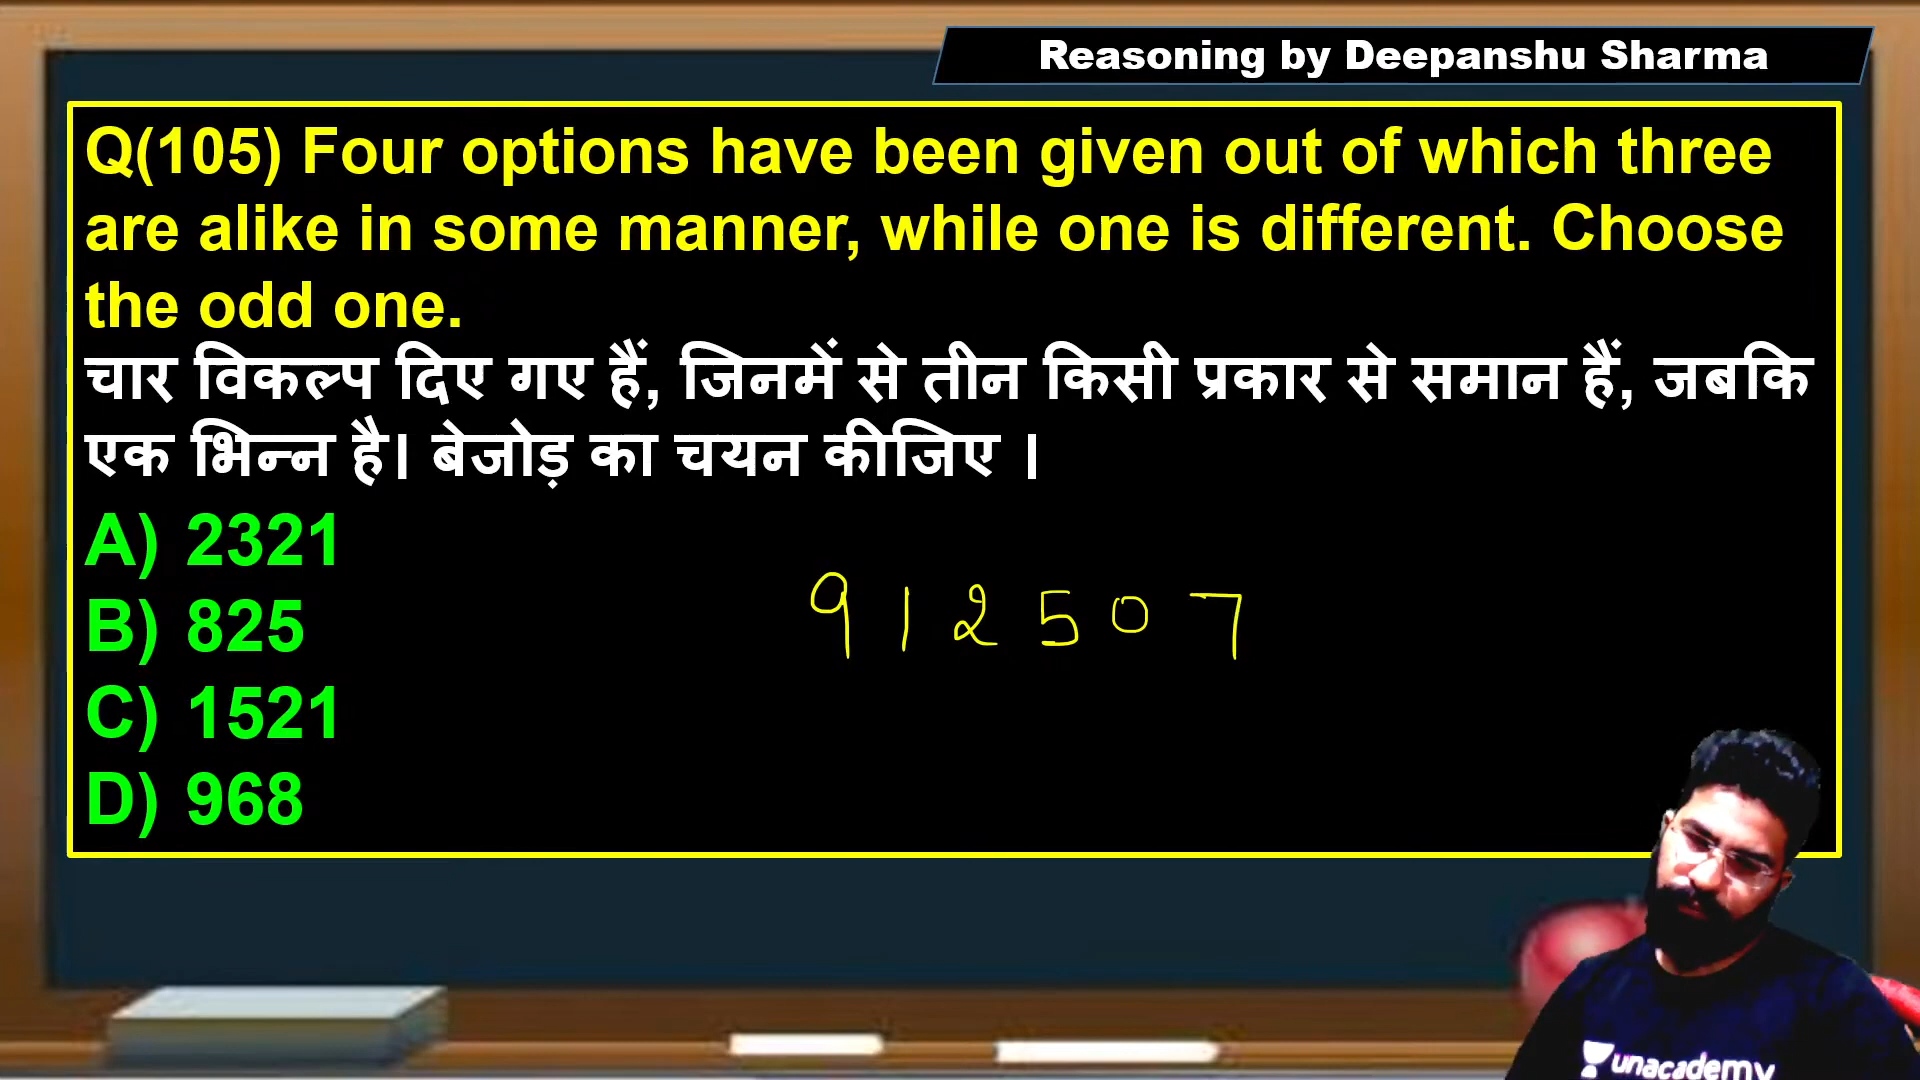 Reasoning by Deepanshu Sharma
Q(105) Four options have been given out of which three
are alike in some manner, while one is different. Choose
the odd one.
चार विकल्प दिए गए हैं, जिनमें से तीन किसी प्रकार से समान हैं, जबकि
एक भिन्न है। बेजोड़ का चयन कीजिए ।
A) 2321
B) 825
C) 1521
D) 968
9 1 2 5 0 7
unacademy